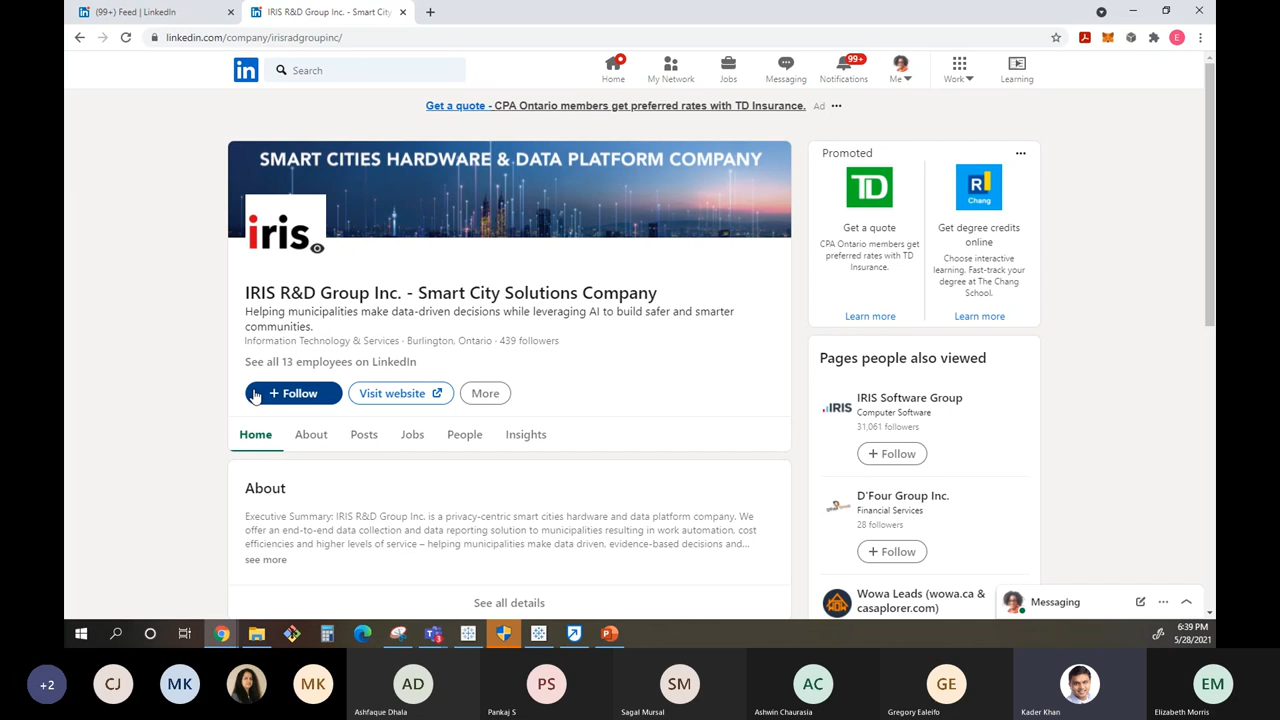 (99+) Feed | LinkedIn
IRIS R&D Group Inc. - Smart Cit
linkedin.com/company/irisradgroupinc/
E
in
Search
Home
My Network
Jobs
Messaging
99+
Notifications
Me
Work
Learning
Get a quote - CPA Ontario members get preferred rates with TD Insurance.
Ad
SMART CITIES HARDWARE & DATA PLATFORM COMPANY
iris
IRIS R&D Group Inc. - Smart City Solutions Company
Helping municipalities make data-driven decisions while leveraging AI to build safer and smarter
communities.
Information Technology & Services · Burlington, Ontario · 439 followers
See all 13 employees on LinkedIn
+ Follow
Visit website
More
Home
About
Posts
Jobs
People
Insights
About
Executive Summary: IRIS R&D Group Inc. is a privacy-centric smart cities hardware and data platform company. We
offer an end-to-end data collection and data reporting solution to municipalities resulting in work automation, cost
efficiencies and higher levels of service – helping municipalities make data driven, evidence-based decisions and...
see more
See all details
Promoted
TD
Get a quote
CPA Ontario members get
preferred rates with TD
Insurance.
Learn more
R
Chang
Get degree credits
online
Choose interactive
learning. Fast-track your
degree at The Chang
School.
Learn more
Pages people also viewed
IRIS
IRIS Software Group
Computer Software
31,061 followers
+ Follow
D'Four Group Inc.
Financial Services
28 followers
+ Follow
Wowa Leads (wowa.ca &
casaplorer.com)
Messaging
6:39 PM
5/28/2021
+2
CJ
MK
MK
AD
Ashfaque Dhala
PS
Pankaj S
SM
Sagal Mursal
AC
Ashwin Chaurasia
GE
Gregory Ealeifo
Kader Khan
EM
Elizabeth Morris